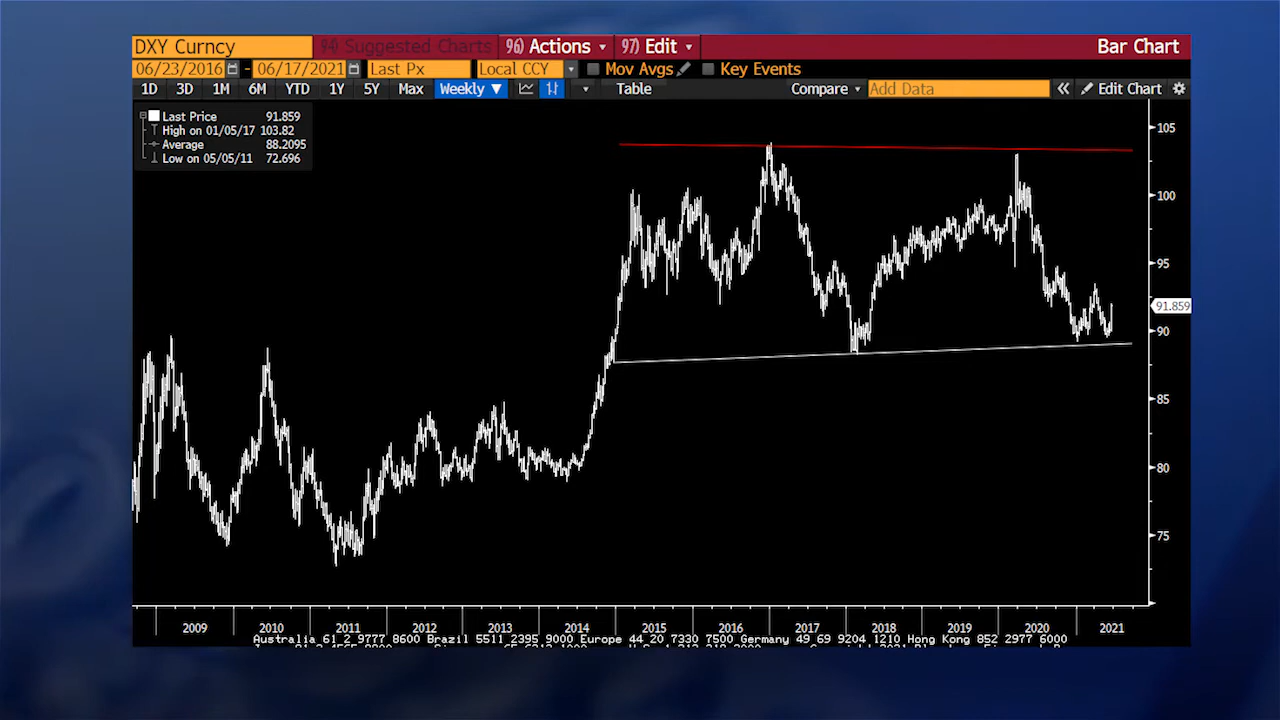 DXY Curncy 94) Suggested Charts 96) Actions 97) Edit Bar Chart
06/23/2016 - 06/17/2021 Last Px Local CCY Mov Avgs Key Events
1D 3D 1M 6M YTD 1Y 5Y Max Weekly ▼ Table Compare Add Data « Edit Chart
Last Price 91.859
High on 01/05/17 103.82
Average 88.2095
Low on 05/05/11 72.696
105
100
95
91.859
90
85
80
75
2009 2010 2011 2012 2013 2014 2015 2016 2017 2018 2019 2020 2021
Australia 61 2 9777 8600 Brazil 5511 2395 9000 Europe 44 20 7330 7500 Germany 49 69 9204 1210 Hong Kong 852 2977 6000